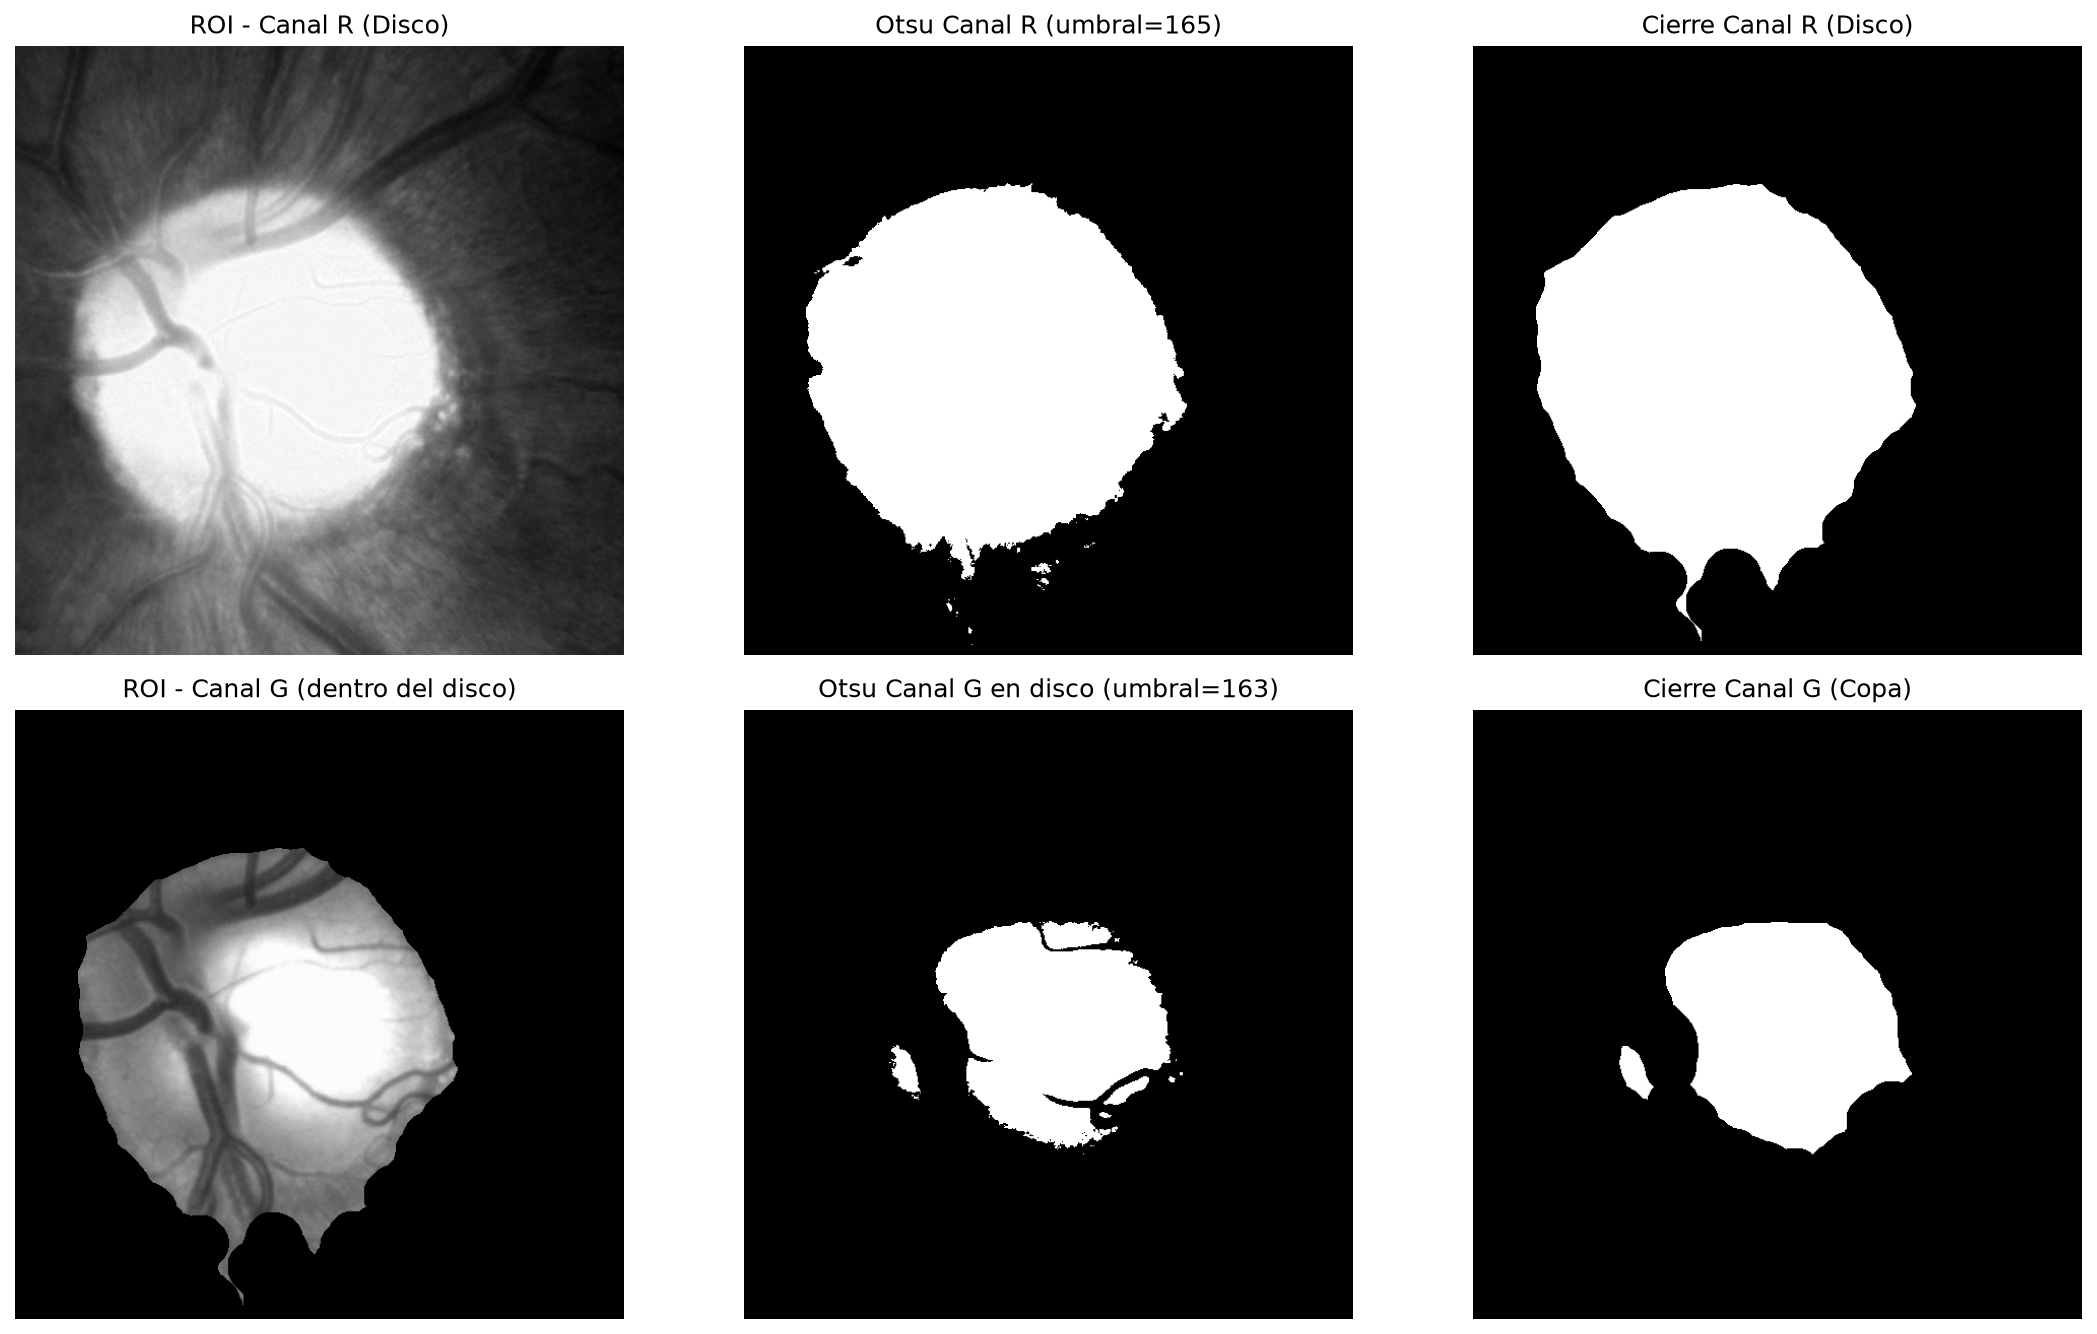 ROI - Canal R (Disco)
Otsu Canal R (umbral=165)
Cierre Canal R (Disco)
ROI - Canal G (dentro del disco)
Otsu Canal G en disco (umbral=163)
Cierre Canal G (Copa)